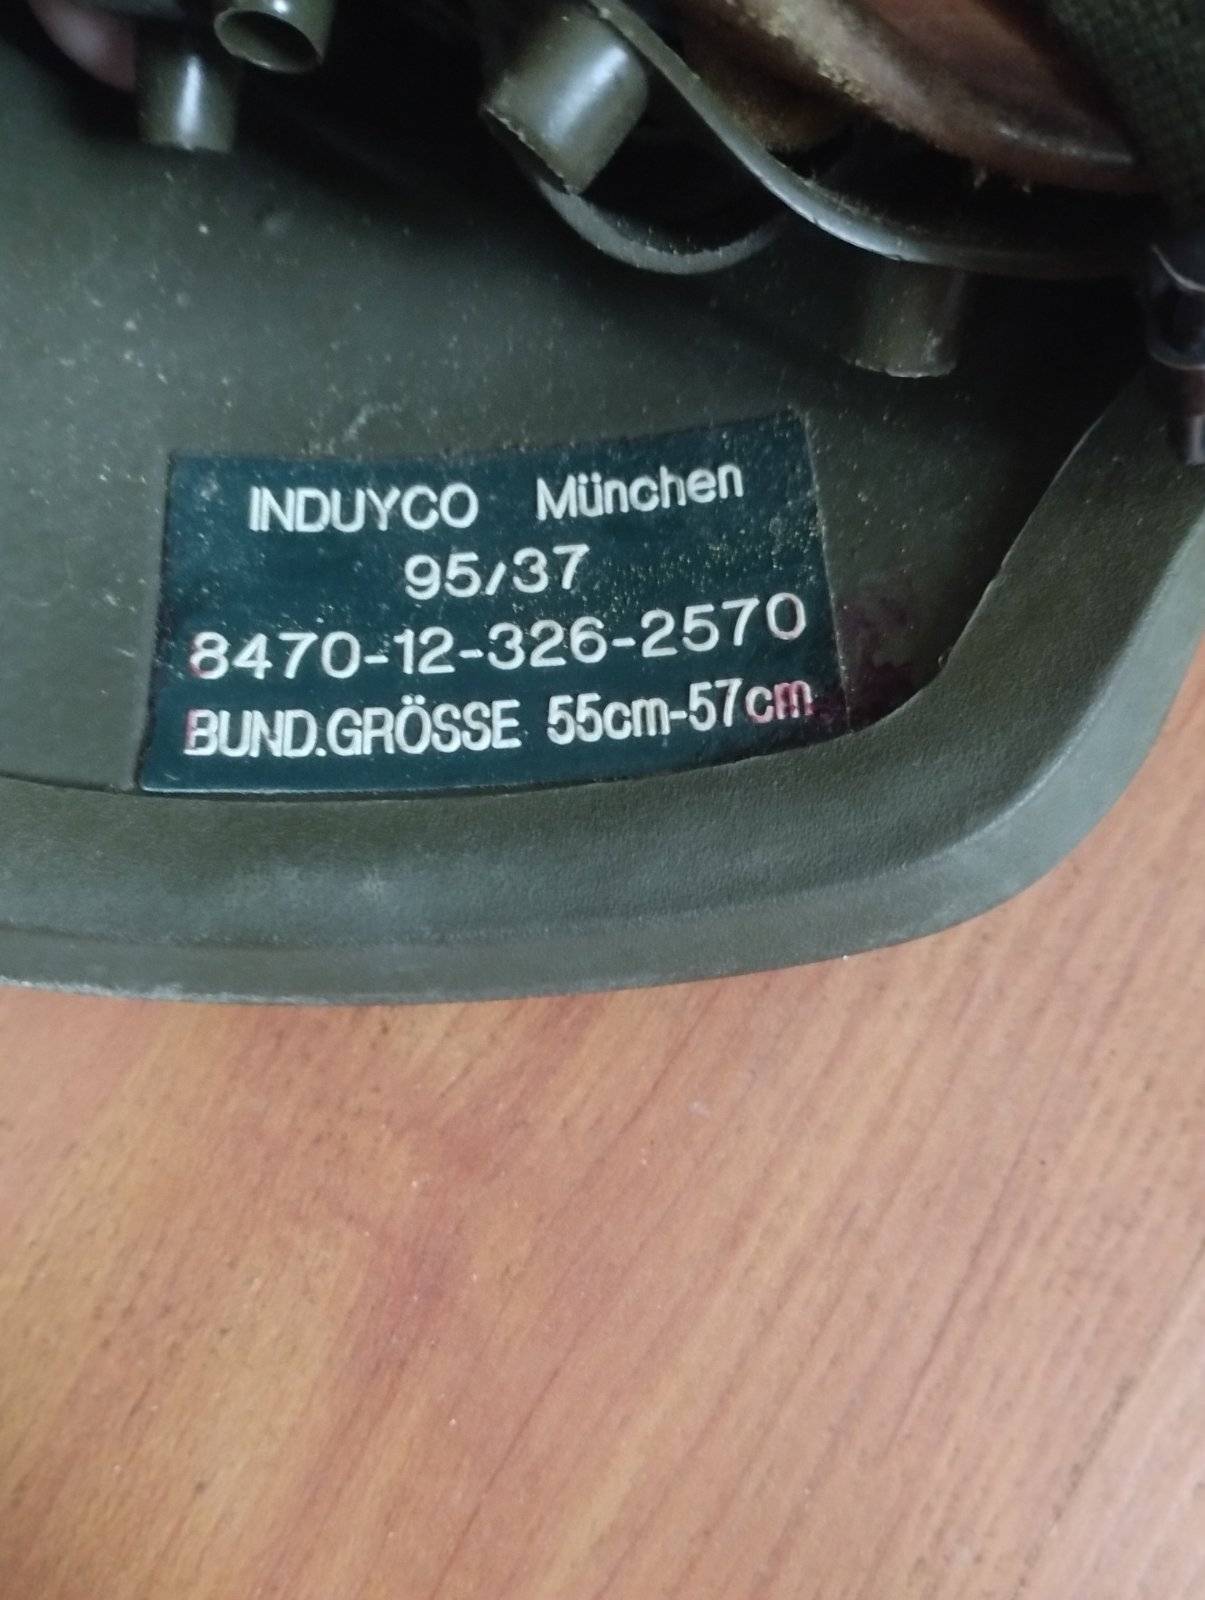 INDUYCO München
95/37
8470-12-326-2570
BUND.GRÖSSE 55cm-57cm